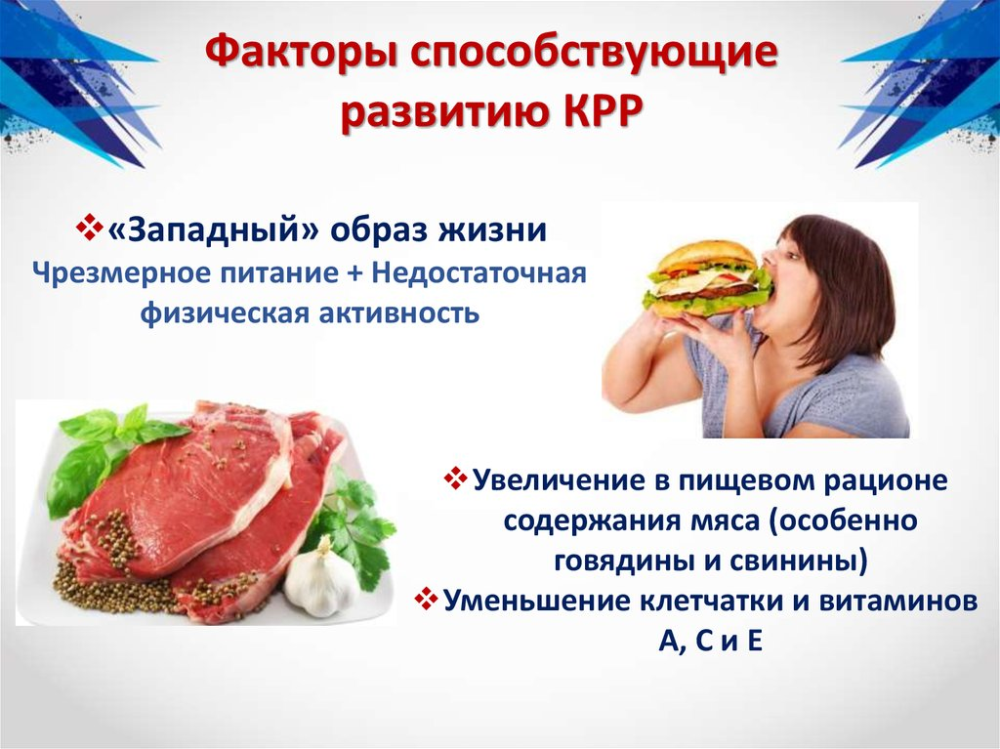 Факторы способствующие
развитию КРР
❖«Западный» образ жизни
Чрезмерное питание + Недостаточная
физическая активность
❖Увеличение в пищевом рационе
содержания мяса (особенно
говядины и свинины)
❖Уменьшение клетчатки и витаминов
А, С и Е